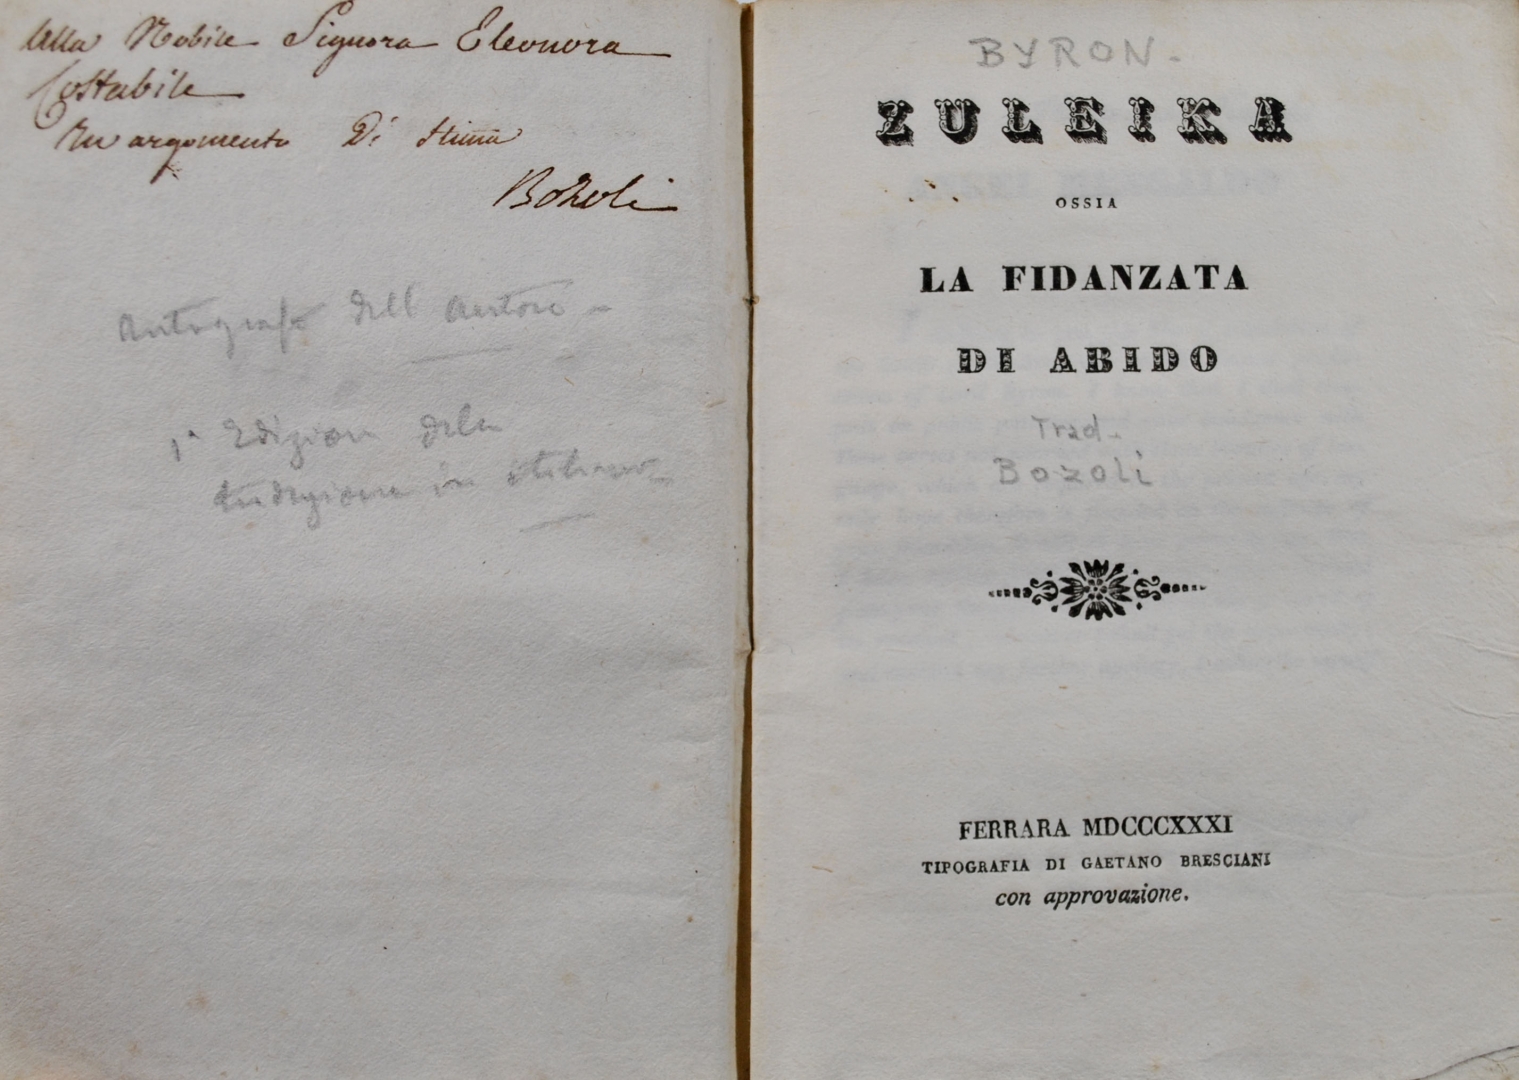 Alla Nobile Signora Eleonora
Costabile
In argomento Di stima
Bozoli
Autografo dell' Autore -
1ª Edizione della
traduzione in italiano -
BYRON -
ZULEIKA
OSSIA
LA FIDANZATA
DI ABIDO
Trad.
Bozoli
FERRARA MDCCCXXXI
TIPOGRAFIA DI GAETANO BRESCIANI
con approvazione.